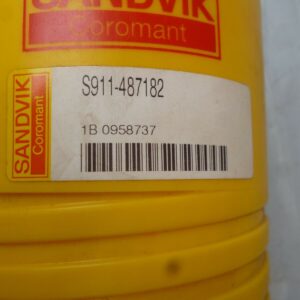 SANDVIK
Coromant
SANDVIK
Coromant
S911-487182
1B 0958737